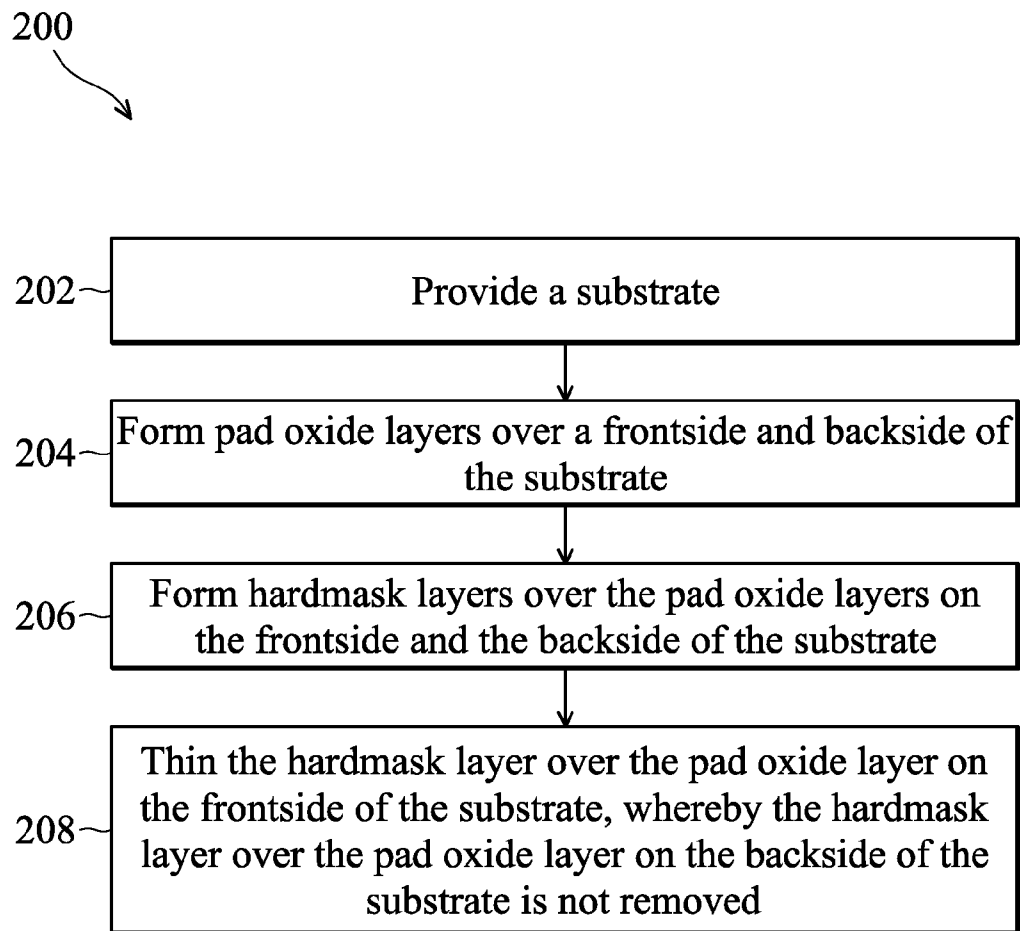 200
202
Provide a substrate
204
Form pad oxide layers over a frontside and backside of
the substrate
206
Form hardmask layers over the pad oxide layers on
the frontside and the backside of the substrate
208
Thin the hardmask layer over the pad oxide layer on
the frontside of the substrate, whereby the hardmask
layer over the pad oxide layer on the backside of the
substrate is not removed